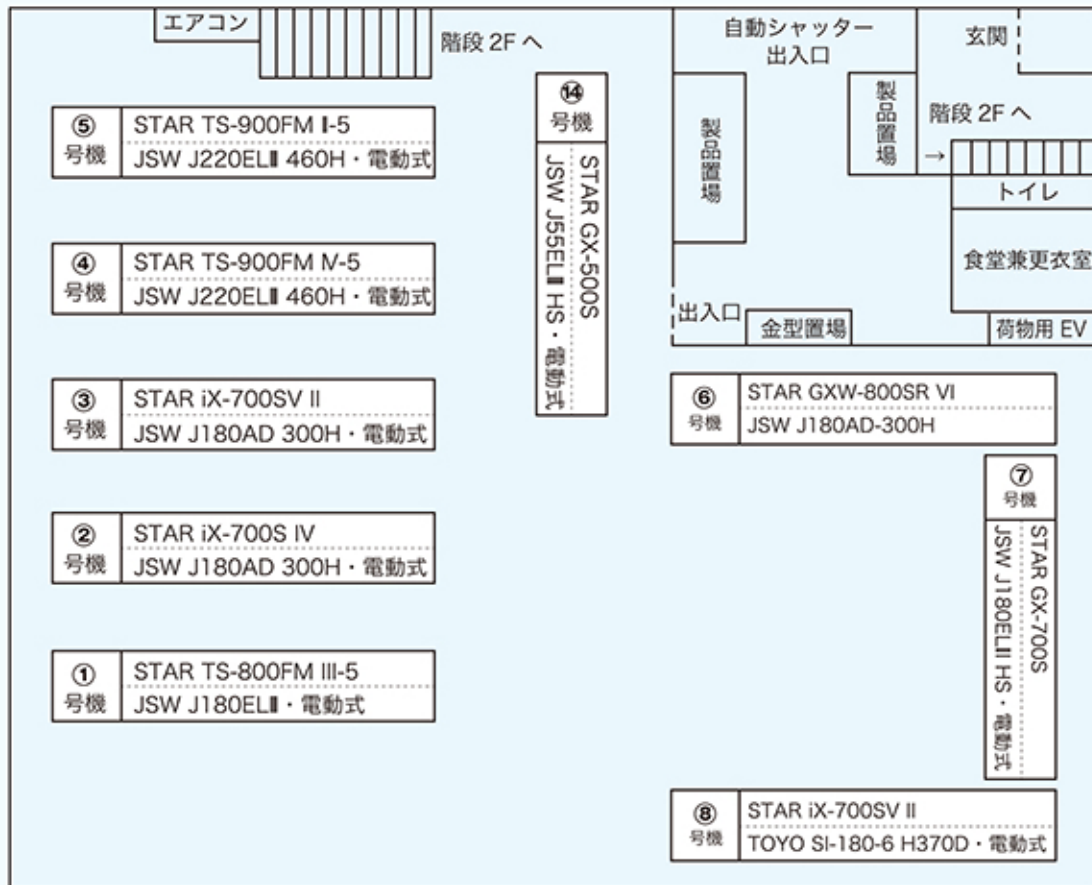 エアコン
階段 2F へ
自動シャッター
出入口
玄関
製品置場
製品置場
階段 2F へ
→
トイレ
食堂兼更衣室
荷物用 EV
出入口
金型置場
⑤
号機
STAR TS-900FM Ⅱ-5
JSW J220ELⅢ 460H・電動式
④
号機
STAR TS-900FM Ⅳ-5
JSW J220ELⅢ 460H・電動式
③
号機
STAR iX-700SV II
JSW J180AD 300H・電動式
②
号機
STAR iX-700S IV
JSW J180AD 300H・電動式
①
号機
STAR TS-800FM III-5
JSW J180ELⅢ・電動式
⑭
号機
STAR GX-500S
JSW J55ELⅢ HS・電動式
⑥
号機
STAR GXW-800SR VI
JSW J180AD-300H
⑦
号機
STAR GX-700S
JSW J180ELⅢ HS・電動式
⑧
号機
STAR iX-700SV II
TOYO SI-180-6 H370D・電動式